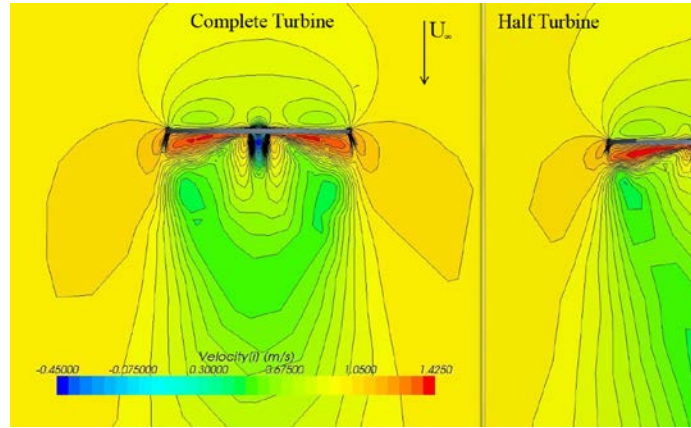 Complete Turbine
U∞
Half Turbine
Velocity(i) (m/s)
-0.45000 -0.075000 0.30000 0.67500 1.0500 1.4250